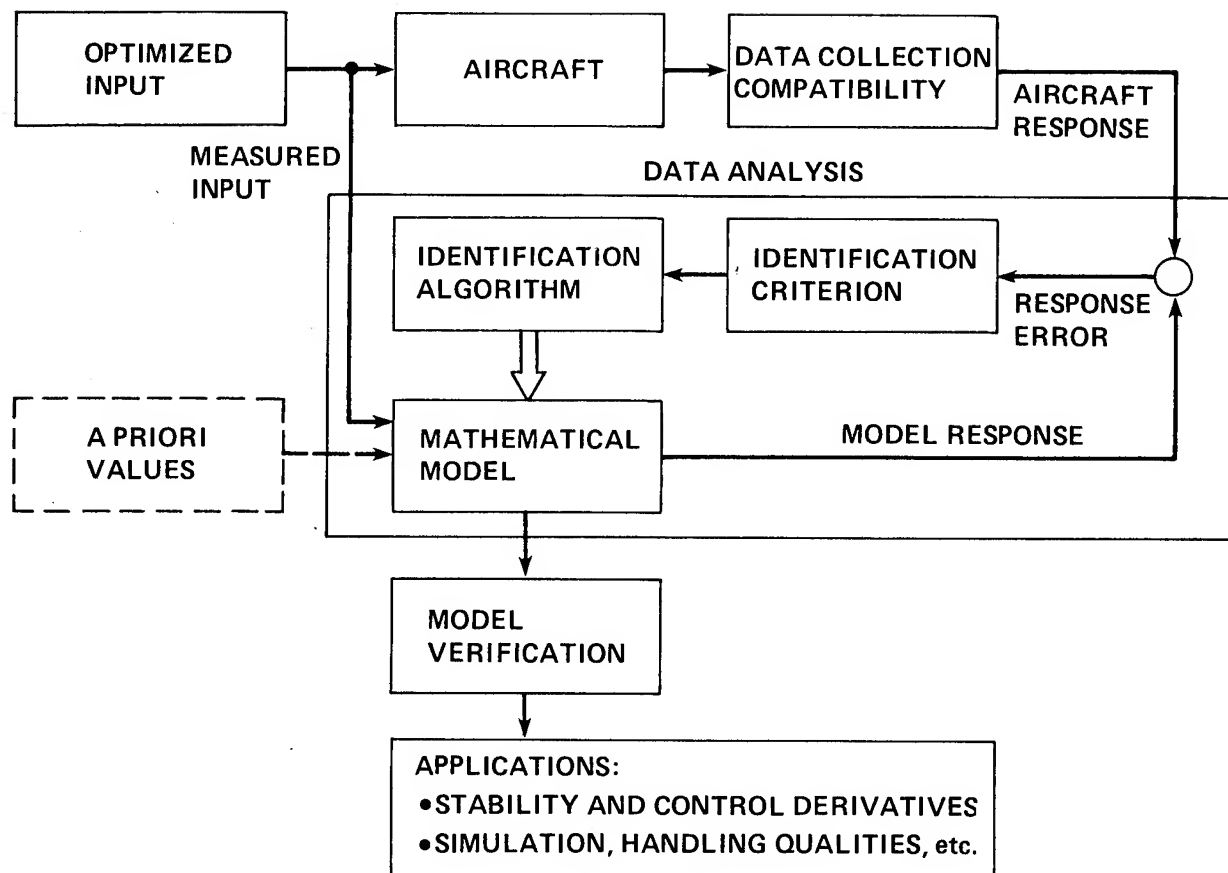 OPTIMIZED
INPUT
AIRCRAFT
DATA COLLECTION
COMPATIBILITY
AIRCRAFT
RESPONSE
MEASURED
INPUT
DATA ANALYSIS
IDENTIFICATION
ALGORITHM
IDENTIFICATION
CRITERION
RESPONSE
ERROR
A PRIORI
VALUES
MATHEMATICAL
MODEL
MODEL RESPONSE
MODEL
VERIFICATION
APPLICATIONS:
•STABILITY AND CONTROL DERIVATIVES
•SIMULATION, HANDLING QUALITIES, etc.